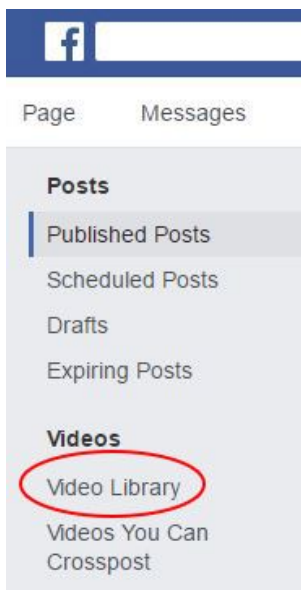 f
Page Messages
Posts
Published Posts
Scheduled Posts
Drafts
Expiring Posts
Videos
Video Library
Videos You Can
Crosspost